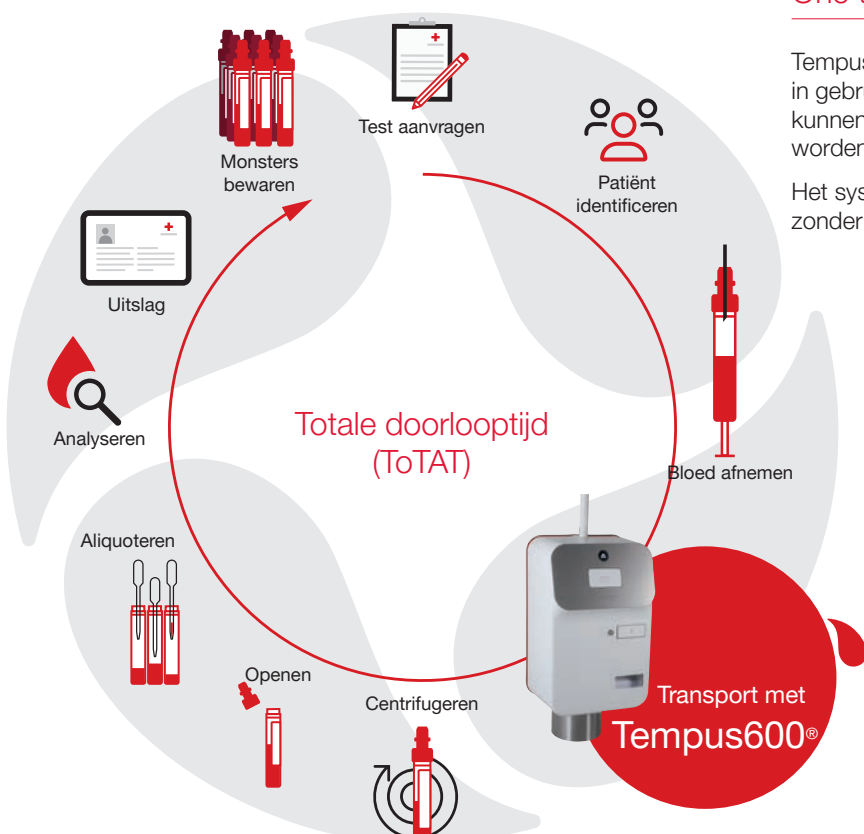 Test aanvragen
Patiënt
identificeren
Bloed afnemen
Transport met
Tempus600®
Centrifugeren
Openen
Aliquoteren
Analyseren
Uitslag
Monsters
bewaren
Totale doorlooptijd
(ToTAT)
Tempus
in gebru
kunnen
worden
Het sys
zonder